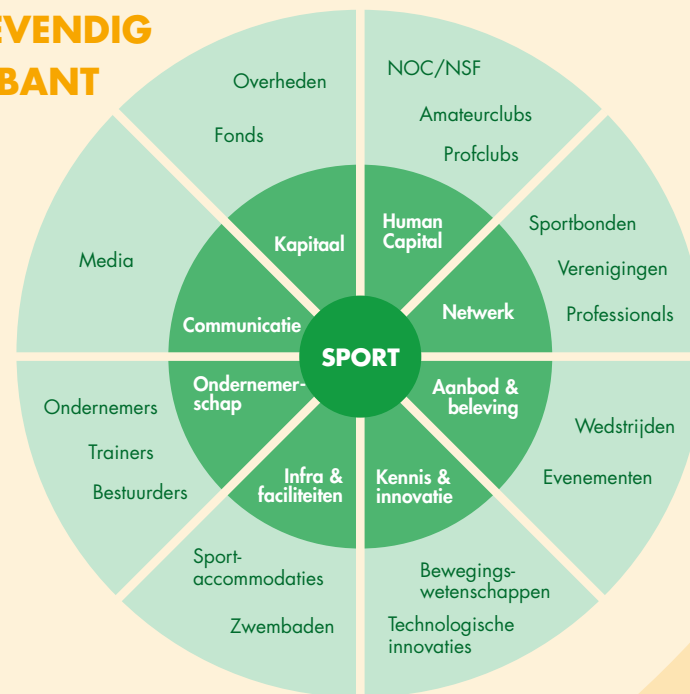 EVENDIG
BANT
Overheden
Fonds
NOC/NSF
Amateurclubs
Profclubs
Kapitaal
Human
Capital
Sportbonden
Verenigingen
Professionals
Media
Communicatie
Netwerk
SPORT
Ondernemer-
schap
Aanbod &
beleving
Ondernemers
Trainers
Bestuurders
Wedstrijden
Evenementen
Infra &
faciliteiten
Kennis &
innovatie
Sport-
accommodaties
Zwembaden
Bewegings-
wetenschappen
Technologische
innovaties